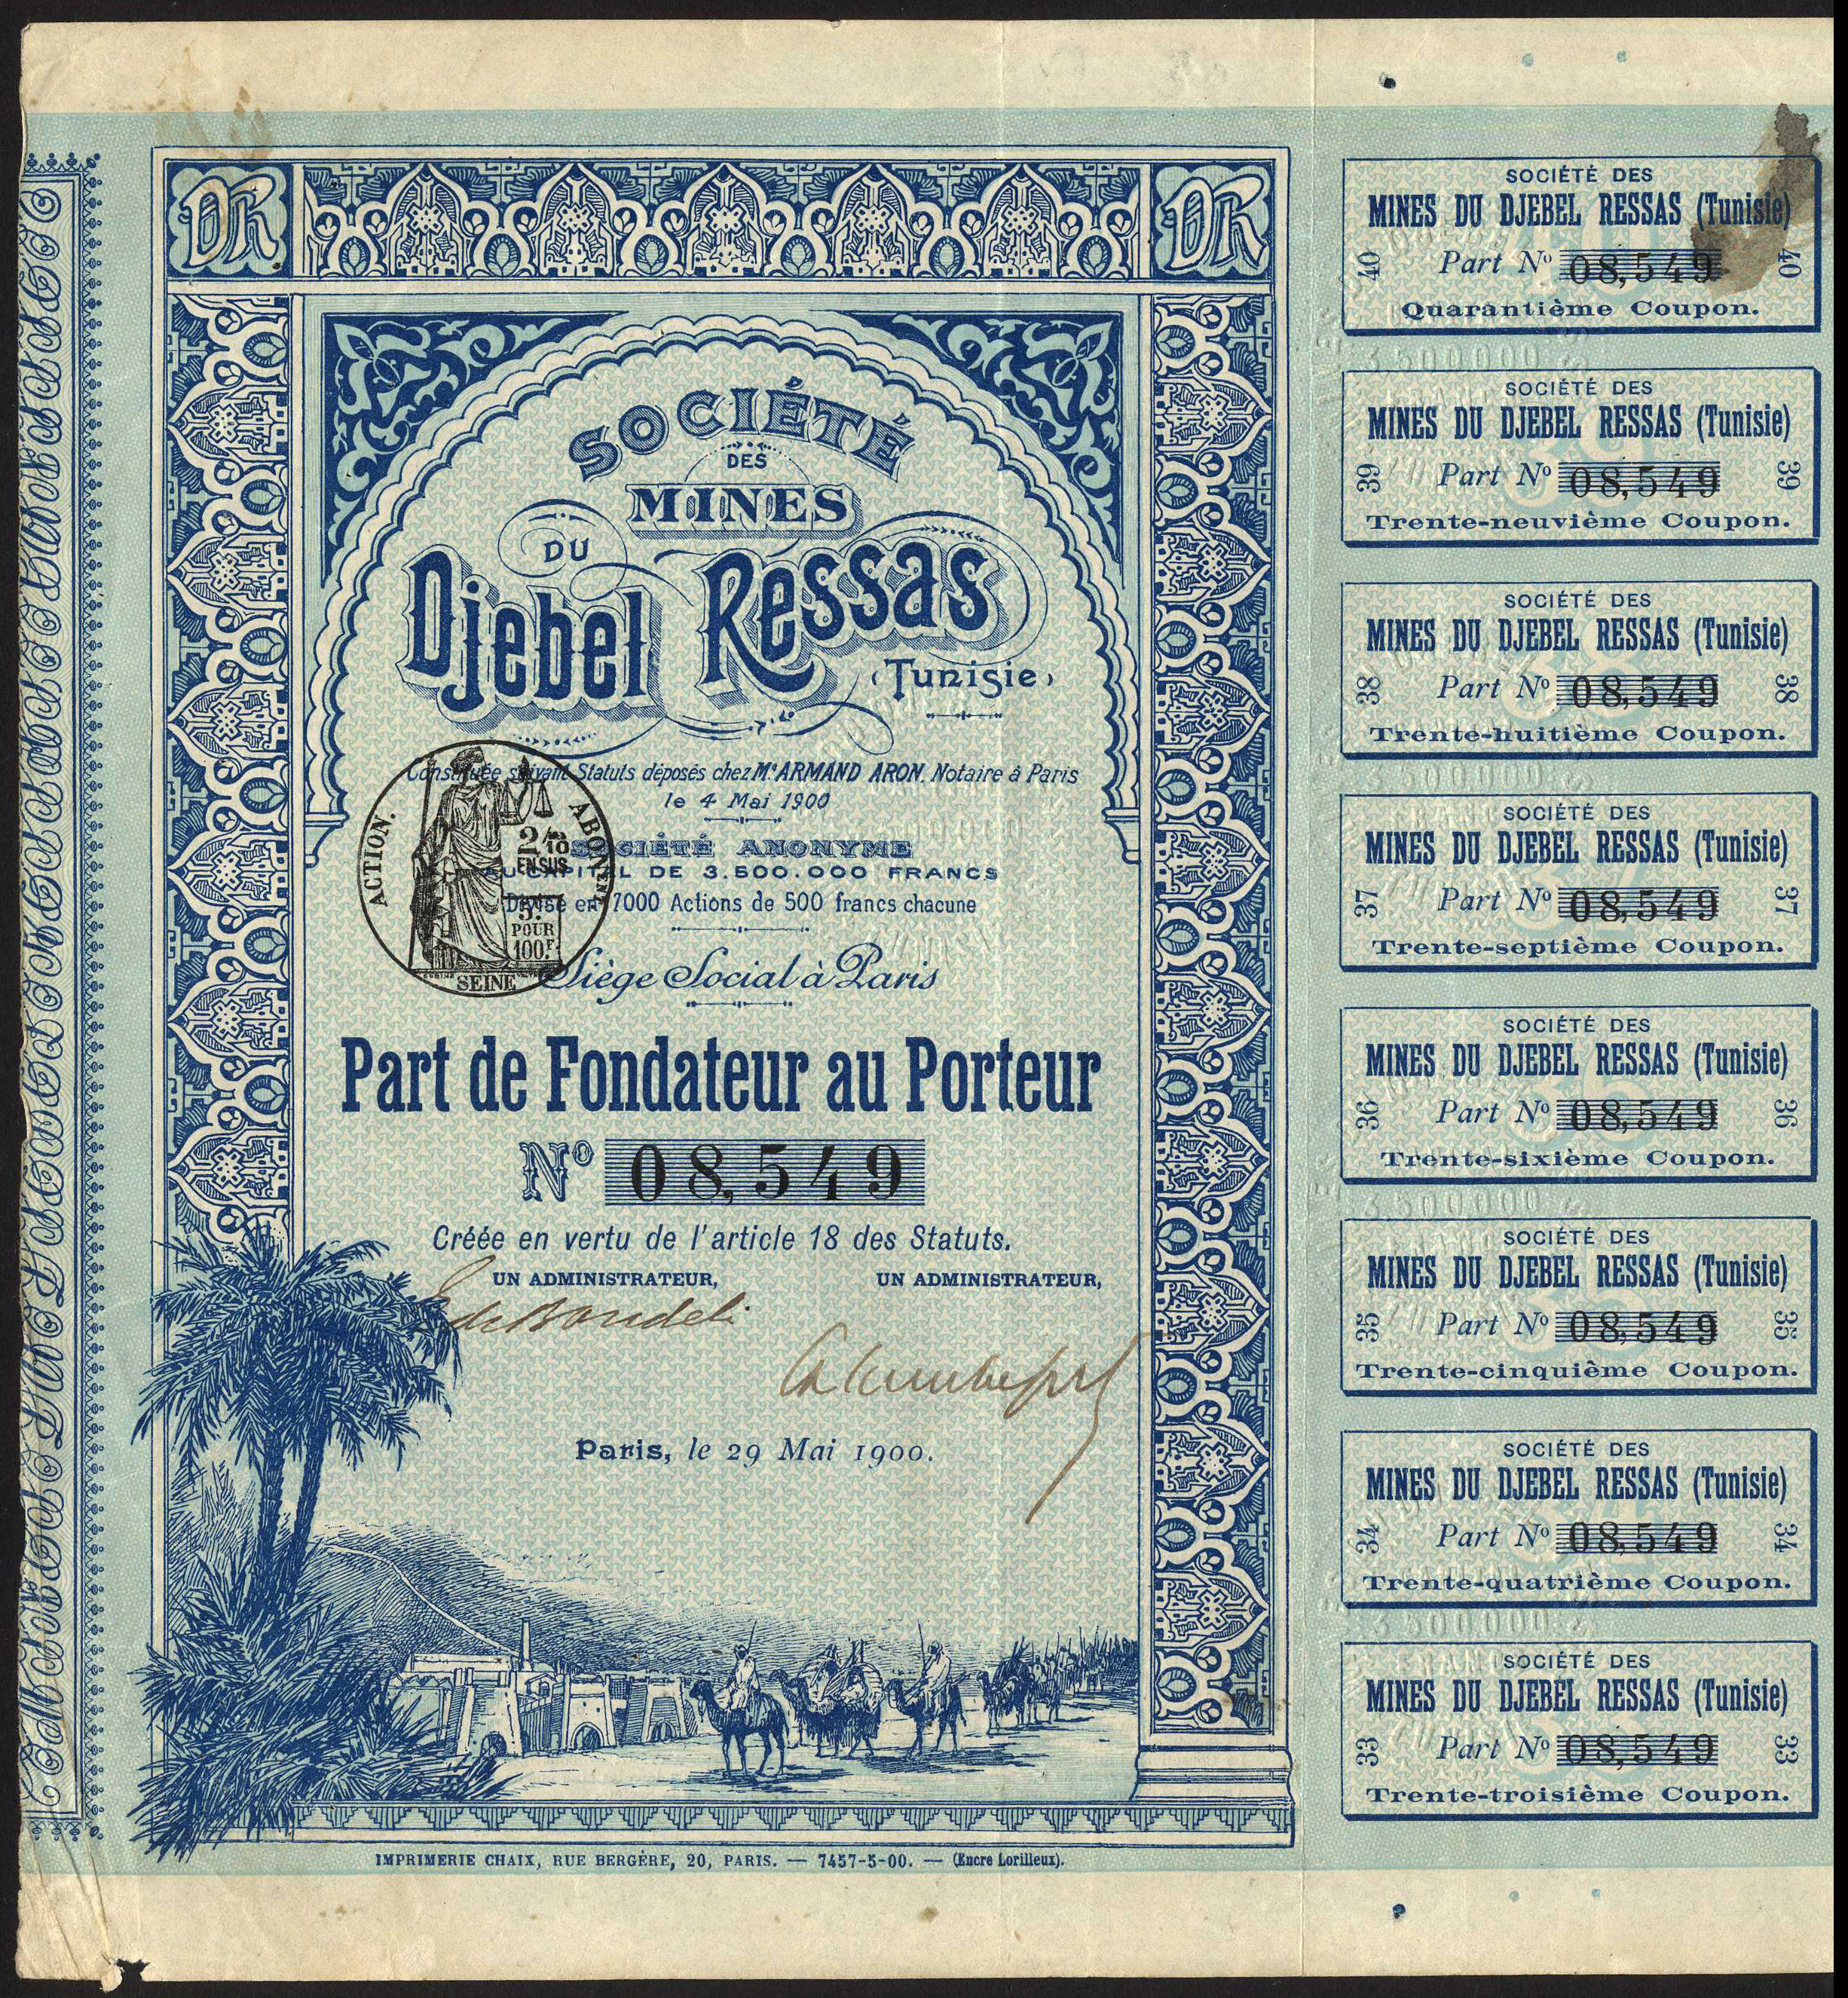 DR
DR
SOCIÉTÉ
DES
MINES
DU
Djebel Ressas
(Tunisie)
Constituée suivant Statuts déposés chez Mᵉ ARMAND ARON. Notaire à Paris
le 4 Mai 1900
SOCIÉTÉ ANONYME
AU CAPITAL DE 3.500.000 FRANCS
Divisé en 7000 Actions de 500 francs chacune
Siège Social à Paris
ACTION.
ABONNT
2/10
EN SUS
5c
POUR
100F.
SEINE
Part de Fondateur au Porteur
Nº 08,549
Créée en vertu de l'article 18 des Statuts.
UN ADMINISTRATEUR,
UN ADMINISTRATEUR,
Paris, le 29 Mai 1900.
IMPRIMERIE CHAIX, RUE BERGÈRE, 20, PARIS. — 7457-5-00. — (Encre Lorilleux).
SOCIÉTÉ DES
MINES DU DJEBEL RESSAS (Tunisie)
40 Part Nº 08,549 40
Quarantième Coupon.
SOCIÉTÉ DES
MINES DU DJEBEL RESSAS (Tunisie)
39 Part Nº 08,549 39
Trente-neuvième Coupon.
SOCIÉTÉ DES
MINES DU DJEBEL RESSAS (Tunisie)
38 Part Nº 08,549 38
Trente-huitième Coupon.
SOCIÉTÉ DES
MINES DU DJEBEL RESSAS (Tunisie)
37 Part Nº 08,549 37
Trente-septième Coupon.
SOCIÉTÉ DES
MINES DU DJEBEL RESSAS (Tunisie)
36 Part Nº 08,549 36
Trente-sixième Coupon.
SOCIÉTÉ DES
MINES DU DJEBEL RESSAS (Tunisie)
35 Part Nº 08,549 35
Trente-cinquième Coupon.
SOCIÉTÉ DES
MINES DU DJEBEL RESSAS (Tunisie)
34 Part Nº 08,549 34
Trente-quatrième Coupon.
SOCIÉTÉ DES
MINES DU DJEBEL RESSAS (Tunisie)
33 Part Nº 08,549 33
Trente-troisième Coupon.